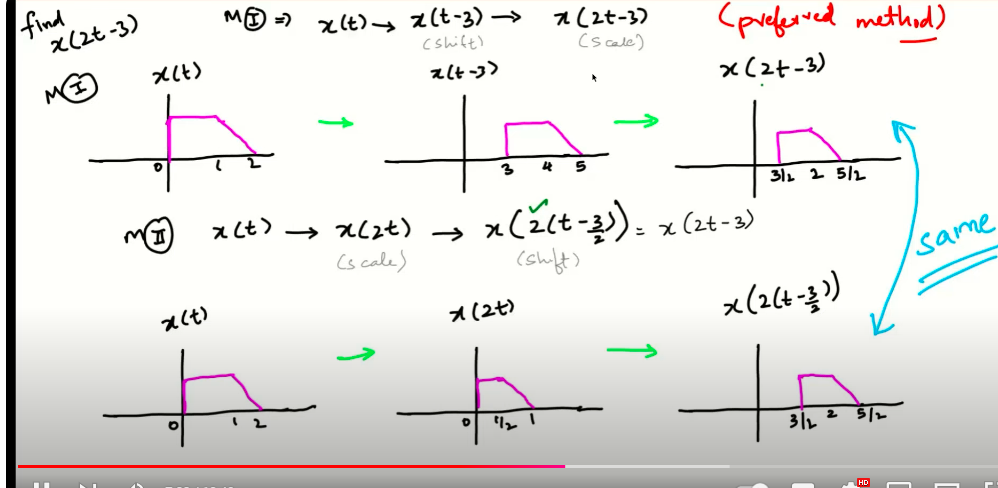 find x(2t-3)
M I ⇒ x(t) → x(t-3) → x(2t-3) (preferred method)
(shift) (scale)
M I
x(t) x(t-3) x(2t-3)
0 1 2 3 4 5 3/2 2 5/2
M II x(t) → x(2t) → x(2(t-3/2)) = x(2t-3)
(scale) (shift)
same
x(t) x(2t) x(2(t-3/2))
0 1 2 0 1/2 1 3/2 2 5/2
HD